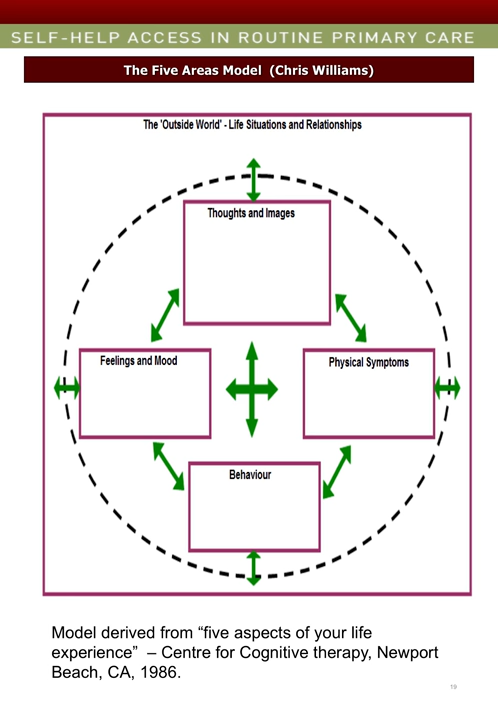 SELF-HELP ACCESS IN ROUTINE PRIMARY CARE
The Five Areas Model (Chris Williams)
The 'Outside World' - Life Situations and Relationships
Thoughts and Images
Feelings and Mood
Physical Symptoms
Behaviour
Model derived from “five aspects of your life
experience” – Centre for Cognitive therapy, Newport
Beach, CA, 1986.
19